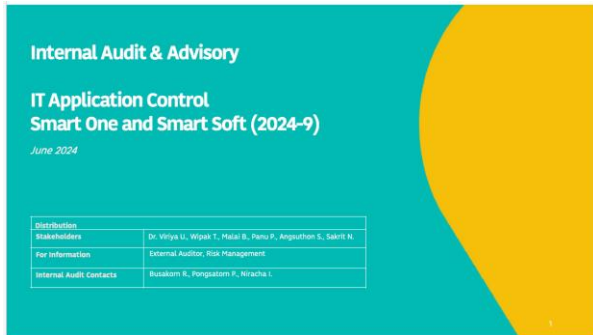 Internal Audit & Advisory
IT Application Control
Smart One and Smart Soft (2024-9)
June 2024
Distribution
Stakeholders Dr. Viriya U., Wipak T., Malai B., Panu P., Angsuthon S., Sakrit N.
For Information External Auditor, Risk Management
Internal Audit Contacts Busakorn R., Pongsatorn P., Niracha I.
1